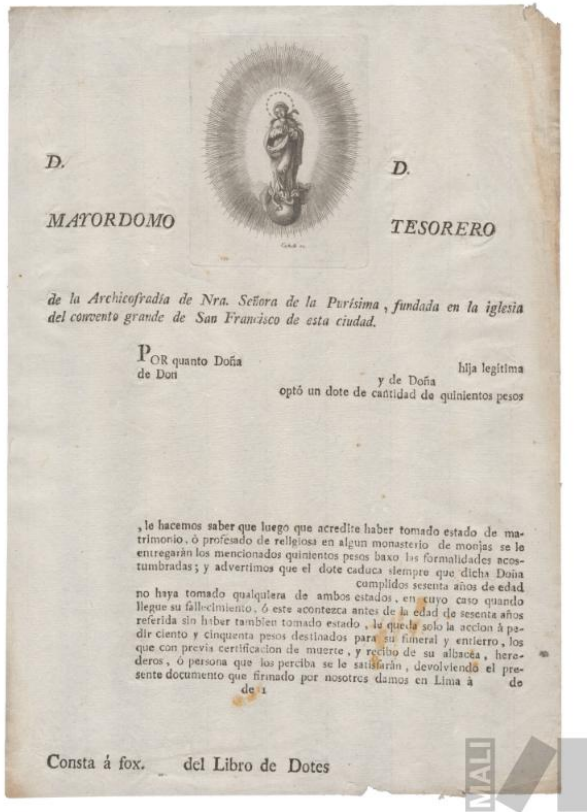 D.
D.
MAYORDOMO
TESORERO
de la Archicofradía de Nra. Señora de la Purísima, fundada en la iglesia
del convento grande de San Francisco de esta ciudad.
POR quanto Doña hija legítima
de Don y de Doña
optó un dote de cantidad de quinientos pesos
, le hacemos saber que luego que acredite haber tomado estado de ma-
trimonio, ó profesado de religiosa en algun monasterio de monjas se le
entregarán los mencionados quinientos pesos baxo las formalidades acos-
tumbradas; y advertimos que el dote caduca siempre que dicha Doña
cumplidos sesenta años de edad
no haya tomado qualquiera de ambos estados, en cuyo caso quando
llegue su fallecimiento, ó este acontezca antes de la edad de sesenta años
referida sin haber tambien tomado estado, le queda solo la accion à pe-
dir ciento y cinquenta pesos destinados para su funeral y entierro, los
que con previa certificacion de muerte, y recibo de su albacéa, here-
deros, ó persona que los perciba se le satisfarán, devolviendo el pre-
sente documento que firmado por nosotros damos en Lima à de
de 1
Consta á fox. del Libro de Dotes
MALI